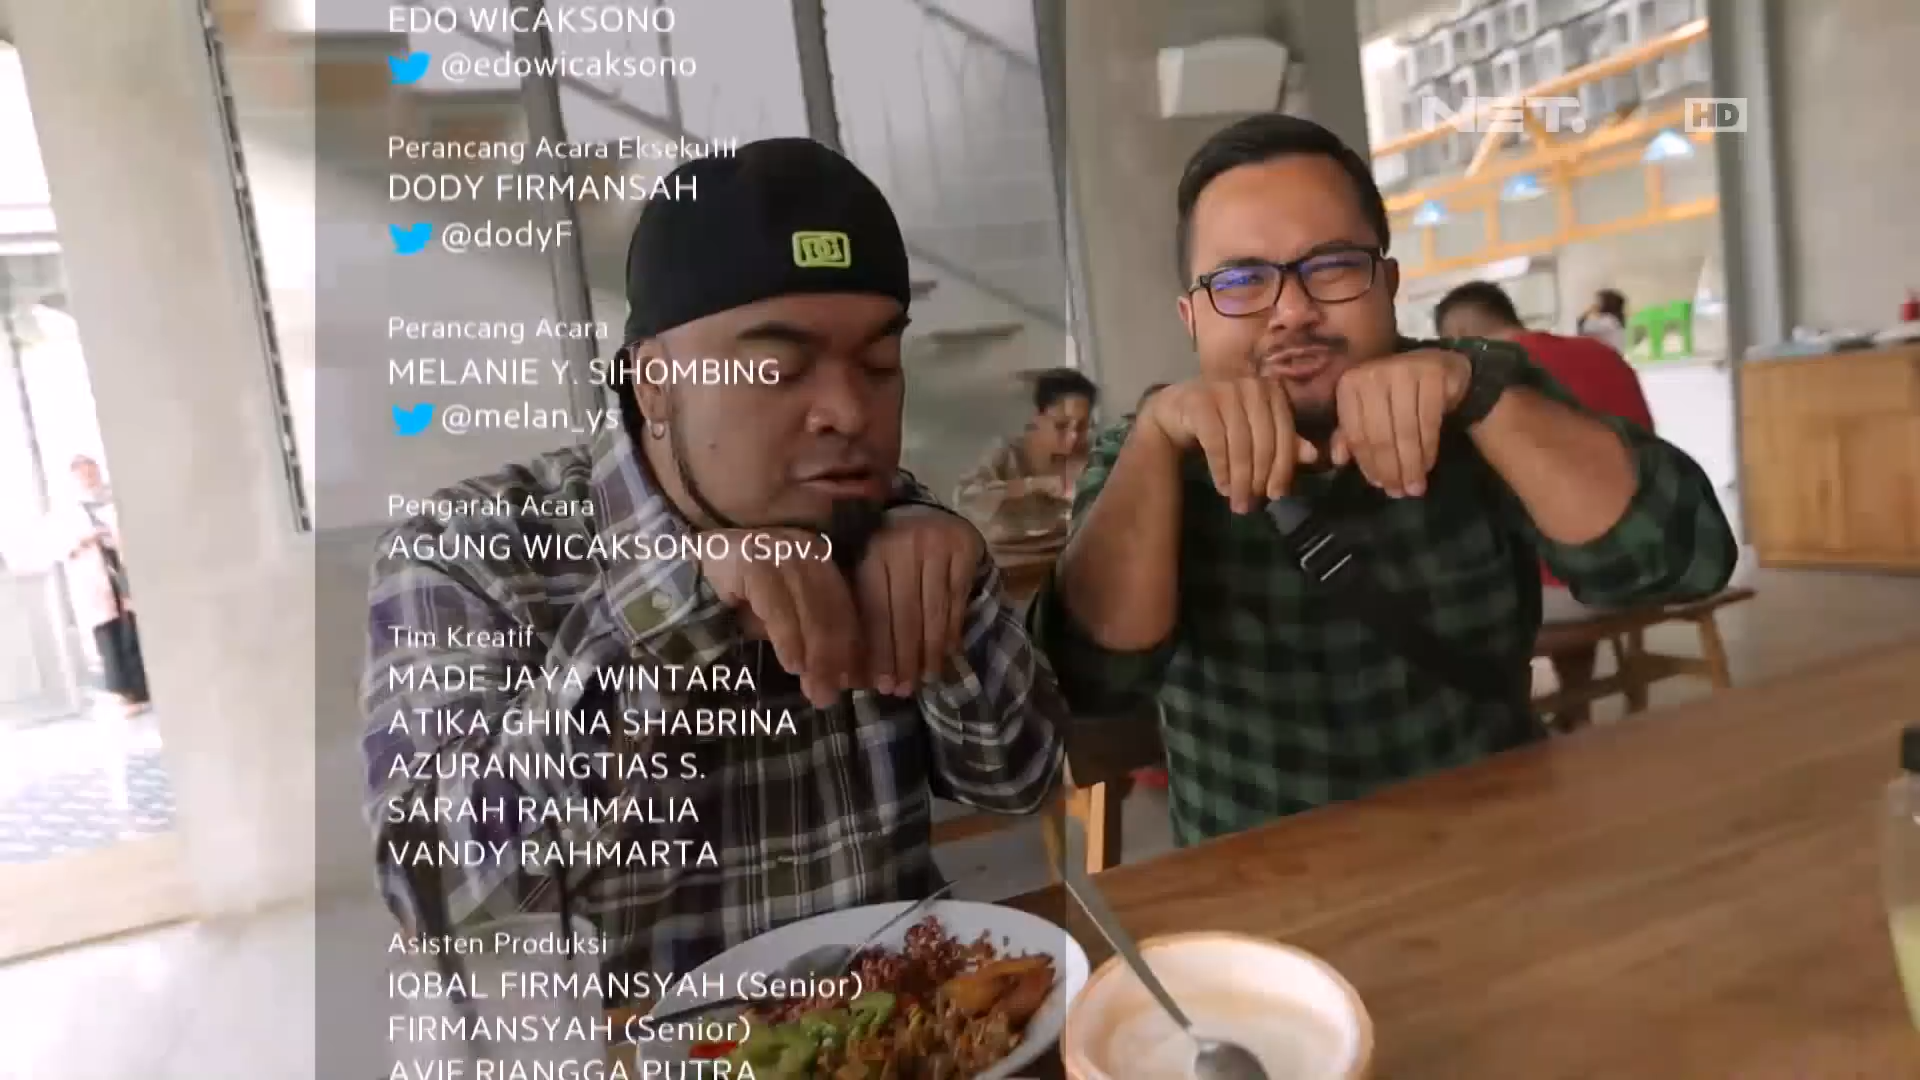 EDO WICAKSONO
@edowicaksono
Perancang Acara Eksekutif
DODY FIRMANSAH
@dodyF
Perancang Acara
MELANIE Y. SIHOMBING
@melan_ys
Pengarah Acara
AGUNG WICAKSONO (Spv.)
Tim Kreatif
MADE JAYA WINTARA
ATIKA GHINA SHABRINA
AZURANINGTIAS S.
SARAH RAHMALIA
VANDY RAHMARTA
Asisten Produksi
IQBAL FIRMANSYAH (Senior)
FIRMANSYAH (Senior)
AVIF RIANGGA PUTRA
NET.
HD